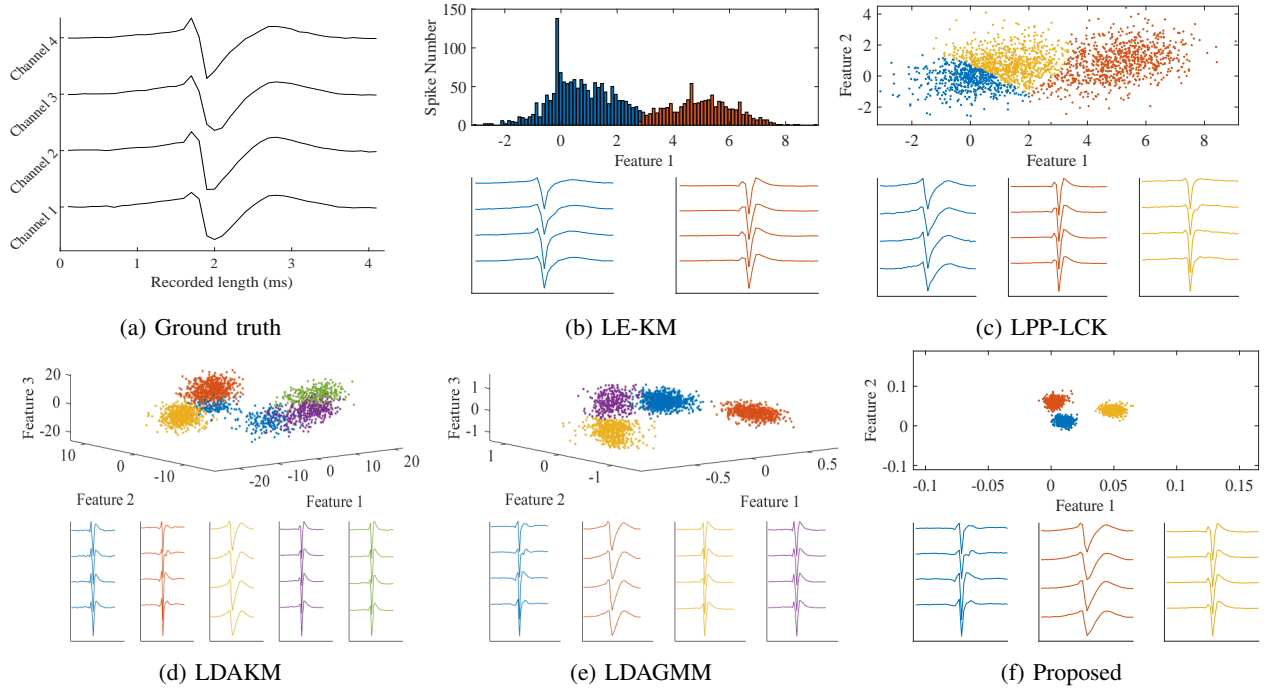 Channel 4
Channel 3
Channel 2
Channel 1
0 1 2 3 4
Recorded length (ms)
(a) Ground truth
150
100
50
0
Spike Number
-2 0 2 4 6 8
Feature 1
(b) LE-KM
4
2
0
-2
Feature 2
-2 0 2 4 6 8
Feature 1
(c) LPP-LCK
20
0
-20
Feature 3
10 0 -10
-20 -10 0 10 20
Feature 2 Feature 1
(d) LDAKM
1
0
-1
Feature 3
1 0 -1
-0.5 0 0.5
Feature 2 Feature 1
(e) LDAGMM
0.1
0
-0.1
Feature 2
-0.1 -0.05 0 0.05 0.1 0.15
Feature 1
(f) Proposed